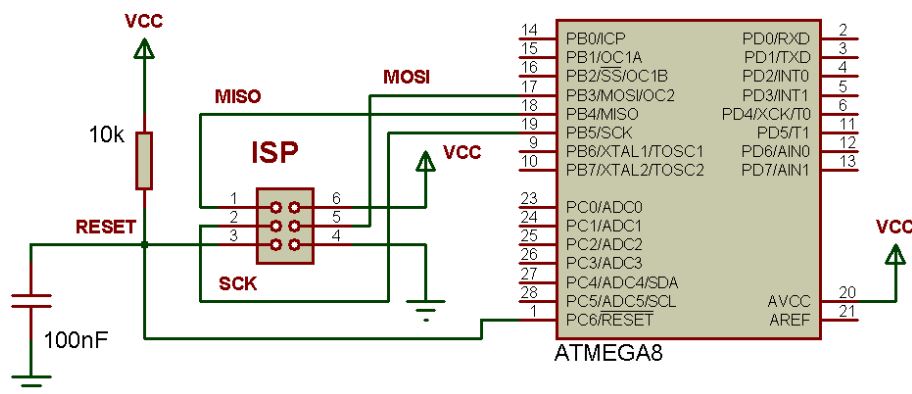 VCC
10k
MISO
MOSI
ISP
VCC
1
2
3
6
5
4
RESET
SCK
100nF
14 PB0/ICP
15 PB1/OC1A
16 PB2/SS/OC1B
17 PB3/MOSI/OC2
18 PB4/MISO
19 PB5/SCK
9 PB6/XTAL1/TOSC1
10 PB7/XTAL2/TOSC2
23 PC0/ADC0
24 PC1/ADC1
25 PC2/ADC2
26 PC3/ADC3
27 PC4/ADC4/SDA
28 PC5/ADC5/SCL
1 PC6/RESET
PD0/RXD 2
PD1/TXD 3
PD2/INT0 4
PD3/INT1 5
PD4/XCK/T0 6
PD5/T1 11
PD6/AIN0 12
PD7/AIN1 13
VCC
AVCC 20
AREF 21
ATMEGA8